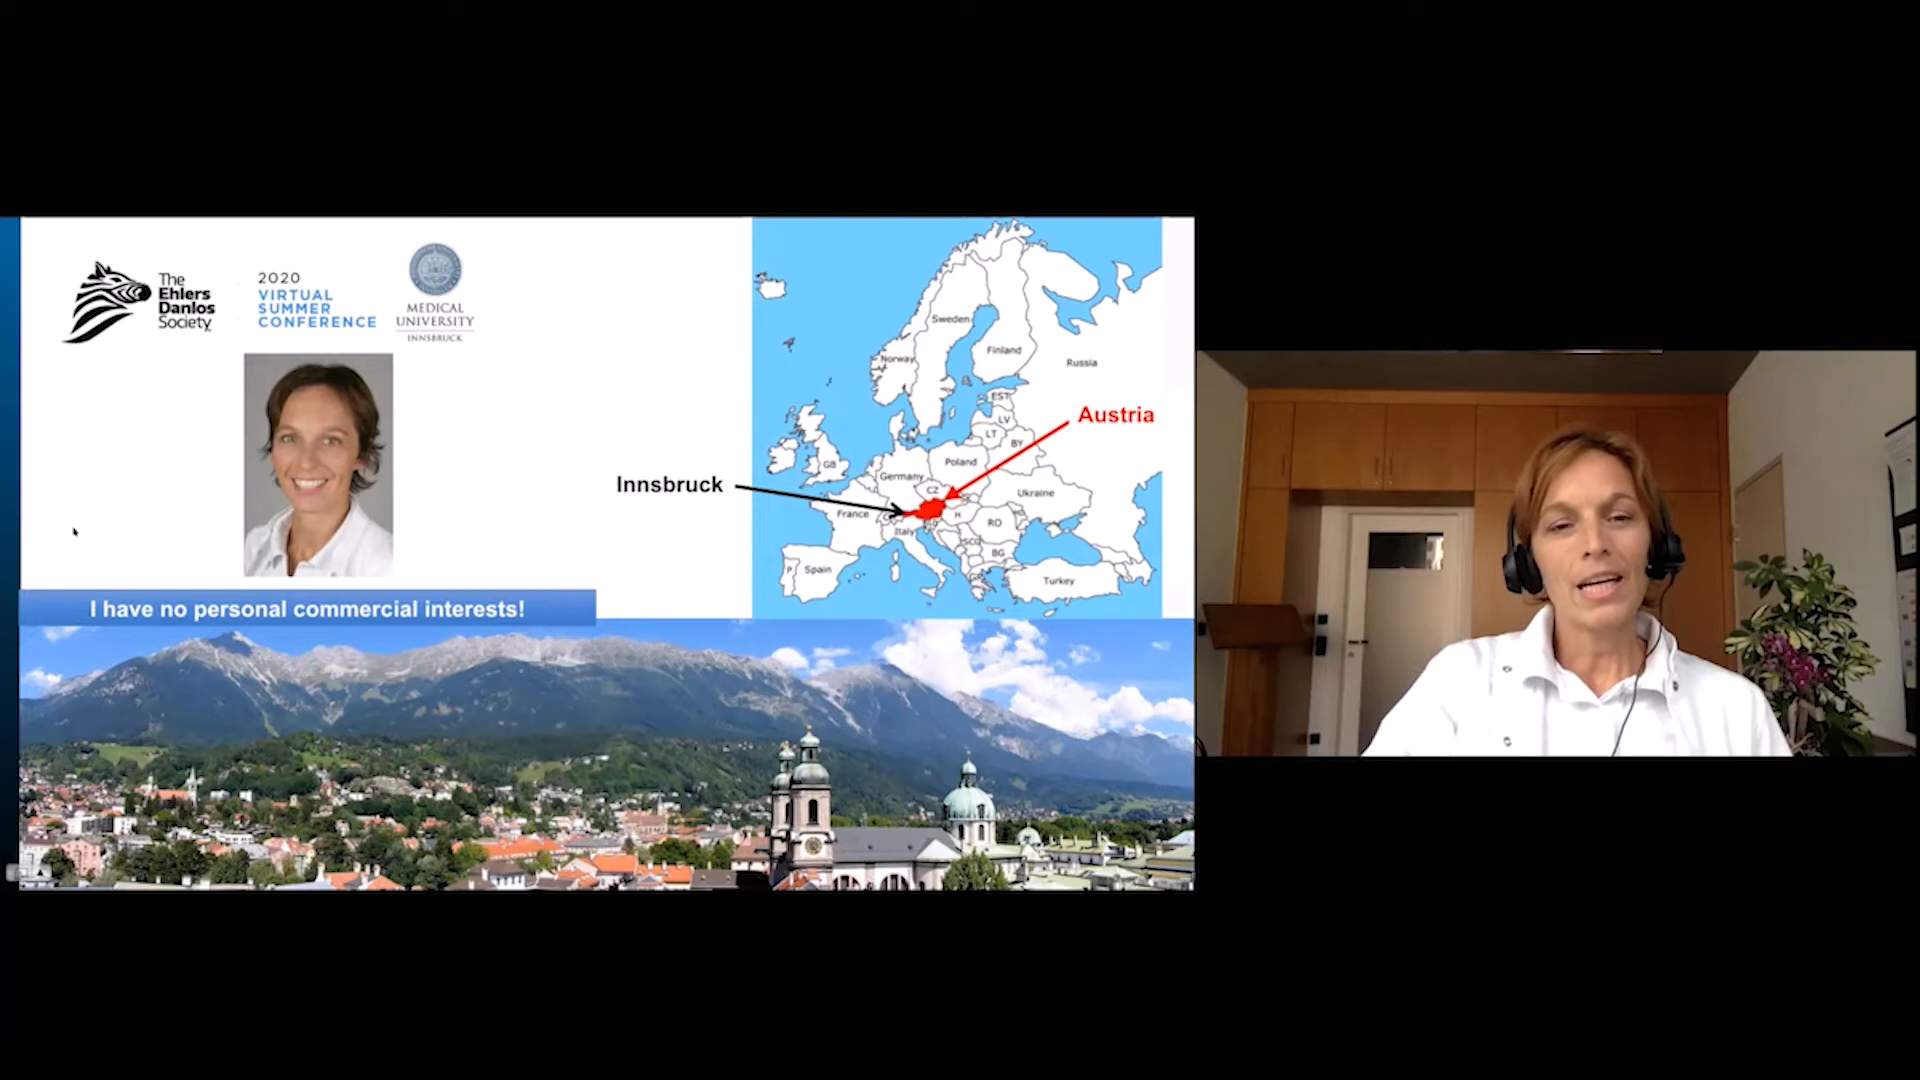 The
Ehlers
Danlos
Society
2020
VIRTUAL
SUMMER
CONFERENCE
MEDICAL
UNIVERSITY
INNSBRUCK
I have no personal commercial interests!
Innsbruck
Austria
Sweden
Norway
Finland
Russia
EST
LV
LT
BY
GB
Germany
Poland
CZ
Ukraine
France
H
RO
Italy
SCG
BG
P
Spain
Turkey